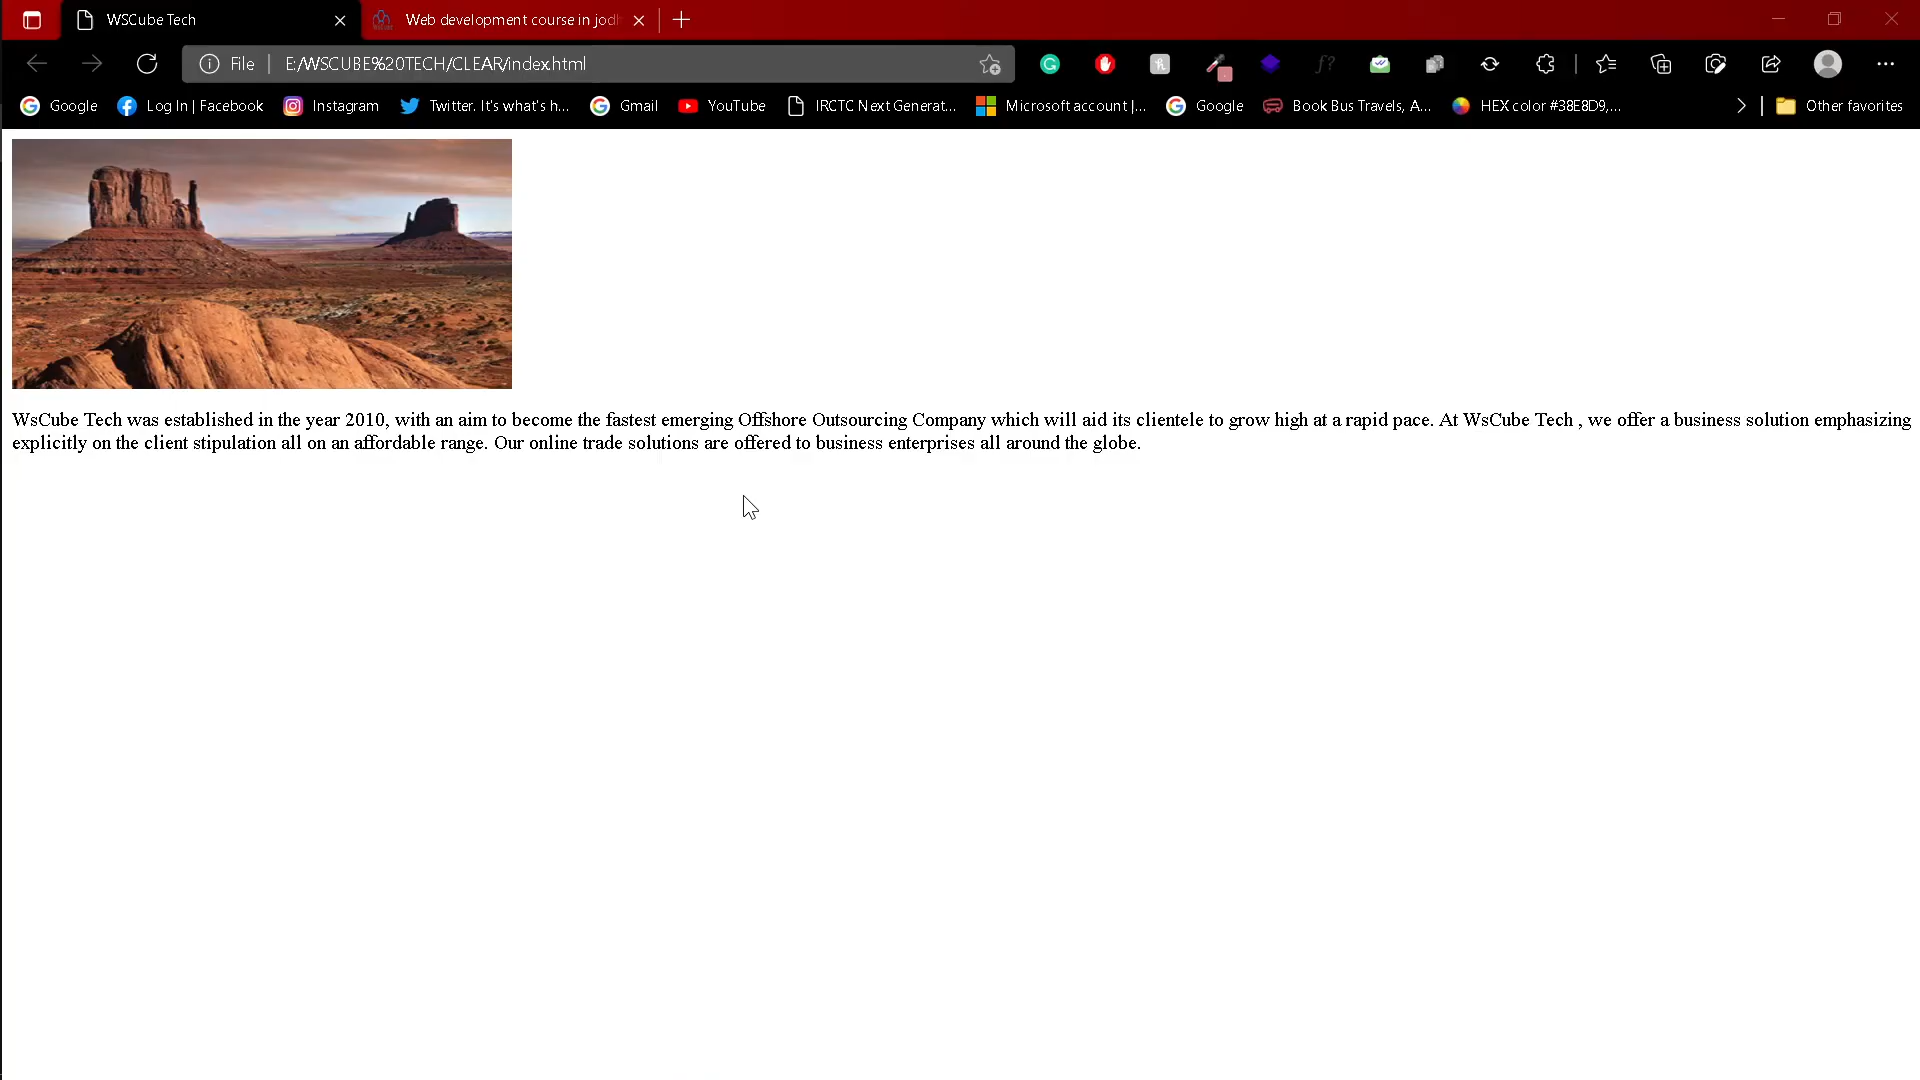 WSCube Tech
Web development course in jodh
File
E:/WSCUBE%20TECH/CLEAR/index.html
Google
Log In | Facebook
Instagram
Twitter. It's what's h...
Gmail
YouTube
IRCTC Next Generat...
Microsoft account |...
Google
Book Bus Travels, A...
HEX color #38E8D9,...
Other favorites
WsCube Tech was established in the year 2010, with an aim to become the fastest emerging Offshore Outsourcing Company which will aid its clientele to grow high at a rapid pace. At WsCube Tech , we offer a business solution emphasizing
explicitly on the client stipulation all on an affordable range. Our online trade solutions are offered to business enterprises all around the globe.